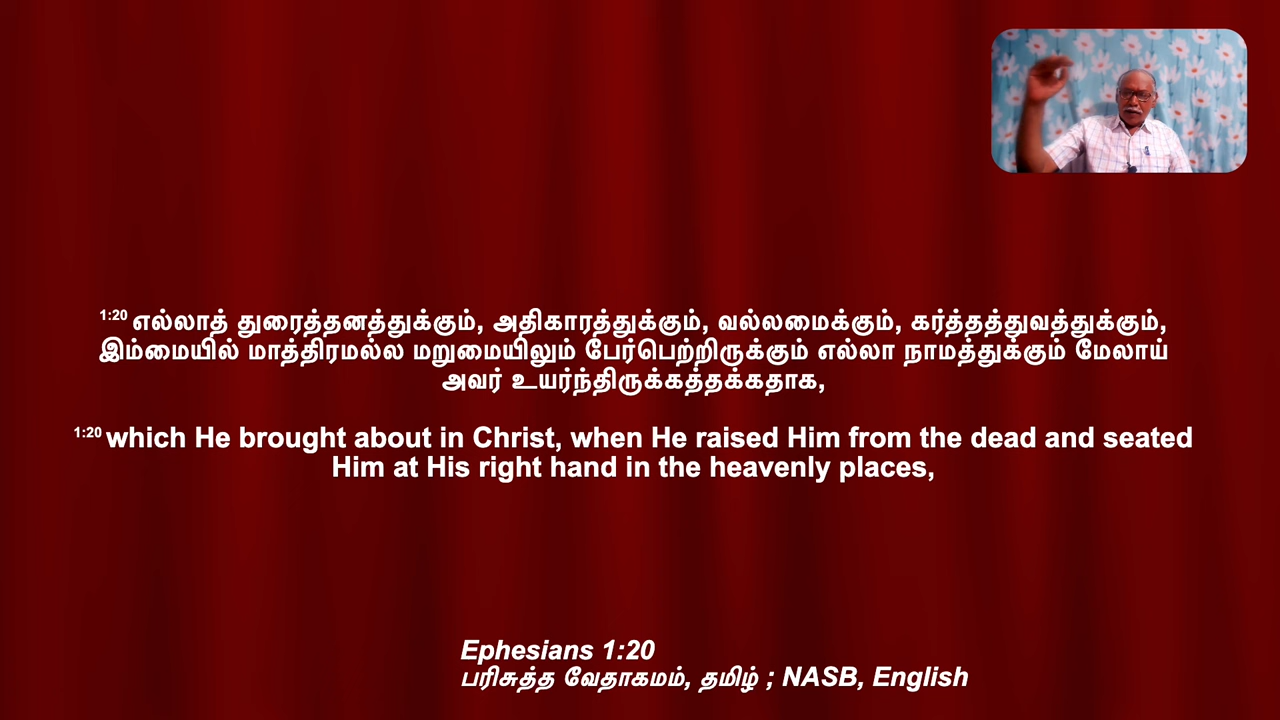 1:20 எல்லாத் துரைத்தனத்துக்கும், அதிகாரத்துக்கும், வல்லமைக்கும், கர்த்தத்துவத்துக்கும்,
இம்மையில் மாத்திரமல்ல மறுமையிலும் பேர்பெற்றிருக்கும் எல்லா நாமத்துக்கும் மேலாய்
அவர் உயர்ந்திருக்கத்தக்கதாக,
1:20 which He brought about in Christ, when He raised Him from the dead and seated
Him at His right hand in the heavenly places,
Ephesians 1:20
பரிசுத்த வேதாகமம், தமிழ் ; NASB, English